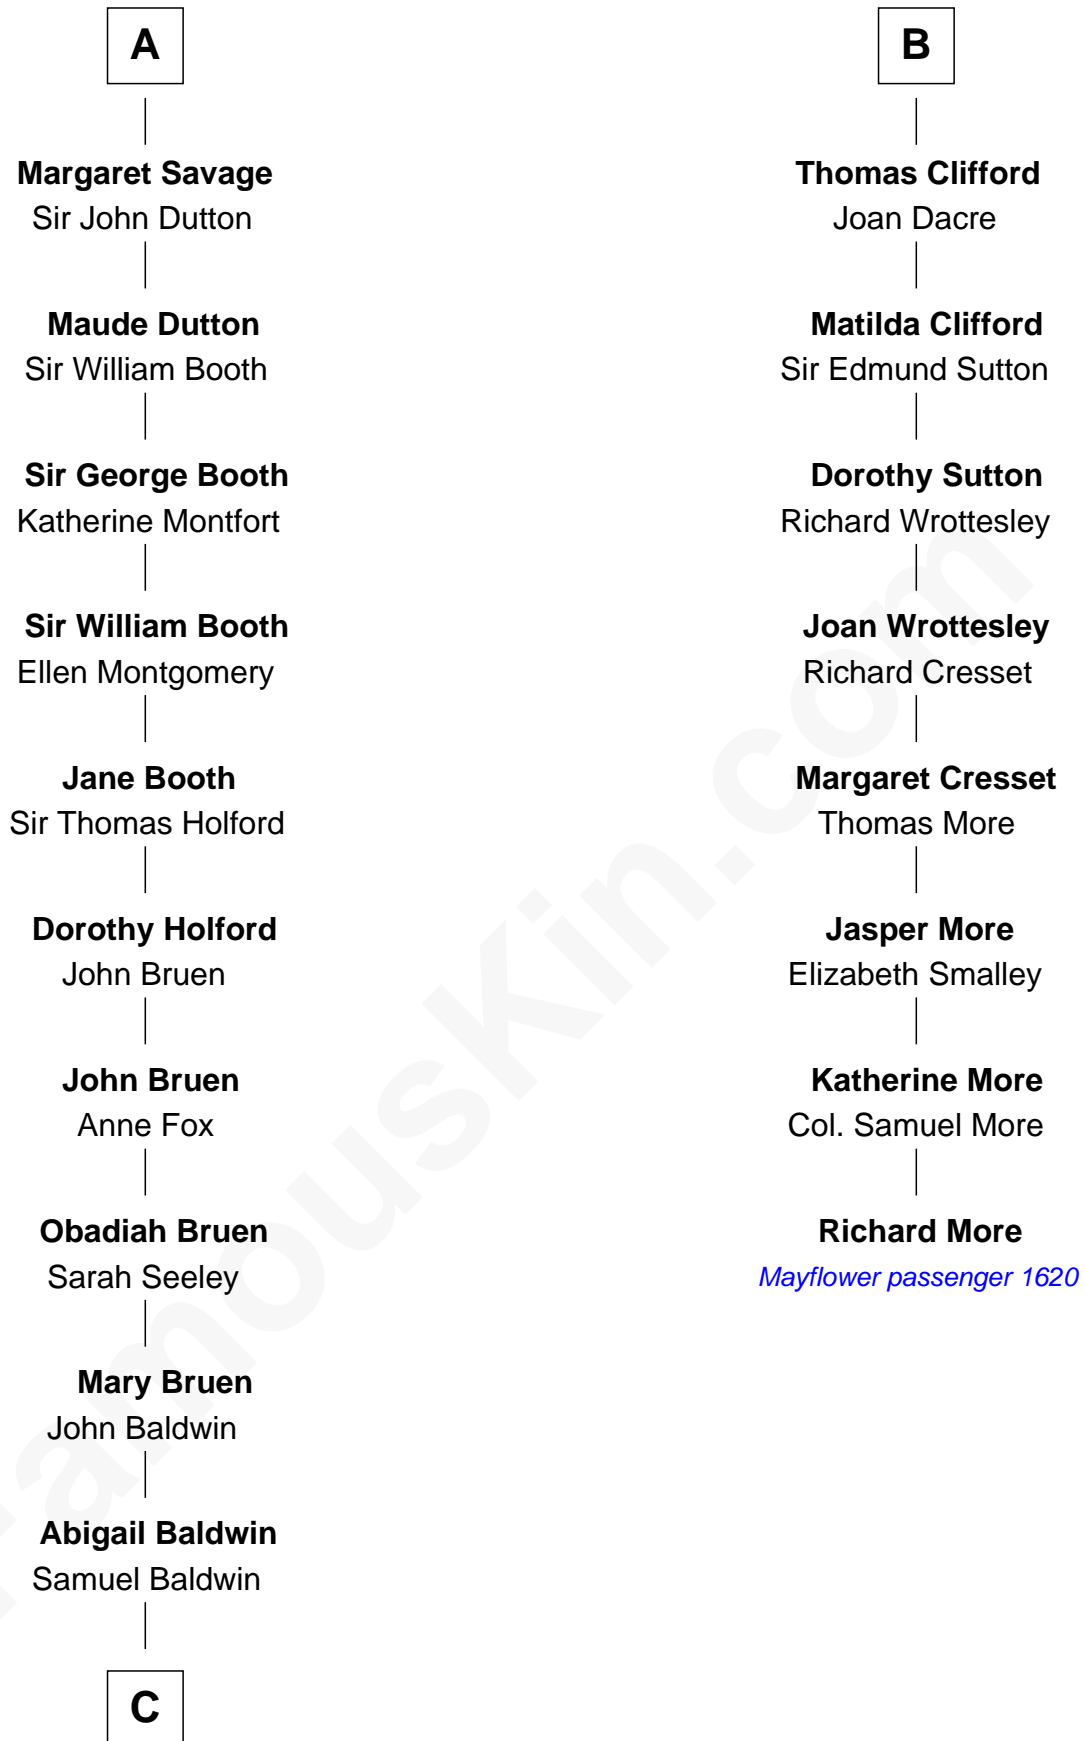 A
Margaret Savage
Sir John Dutton
Maude Dutton
Sir William Booth
Sir George Booth
Katherine Montfort
Sir William Booth
Ellen Montgomery
Jane Booth
Sir Thomas Holford
Dorothy Holford
John Bruen
John Bruen
Anne Fox
Obadiah Bruen
Sarah Seeley
Mary Bruen
John Baldwin
Abigail Baldwin
Samuel Baldwin
C
B
Thomas Clifford
Joan Dacre
Matilda Clifford
Sir Edmund Sutton
Dorothy Sutton
Richard Wrottesley
Joan Wrottesley
Richard Cresset
Margaret Cresset
Thomas More
Jasper More
Elizabeth Smalley
Katherine More
Col. Samuel More
Richard More
Mayflower passenger 1620
FamousKin.com